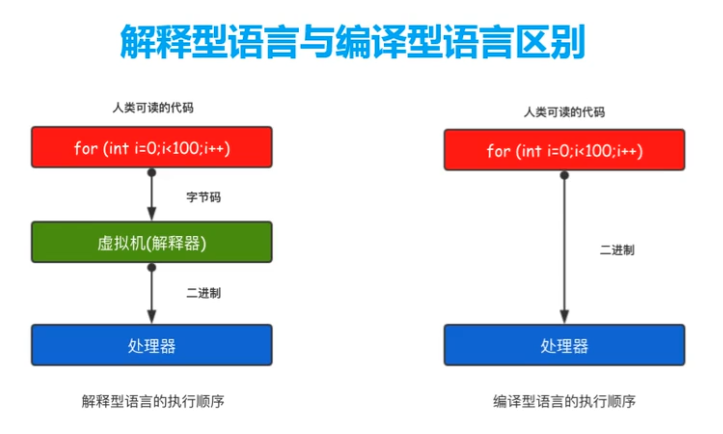 解释型语言与编译型语言区别
人类可读的代码
for (int i=0;i<100;i++)
字节码
虚拟机(解释器)
二进制
处理器
解释型语言的执行顺序
人类可读的代码
for (int i=0;i<100;i++)
二进制
处理器
编译型语言的执行顺序